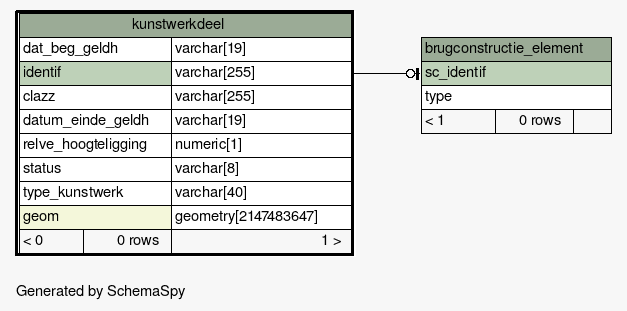 kunstwerkdeel
dat_beg_geldh varchar[19]
identif varchar[255]
clazz varchar[255]
datum_einde_geldh varchar[19]
relve_hoogteligging numeric[1]
status varchar[8]
type_kunstwerk varchar[40]
geom geometry[2147483647]
< 0 0 rows 1 >
brugconstructie_element
sc_identif
type
< 1 0 rows
Generated by SchemaSpy